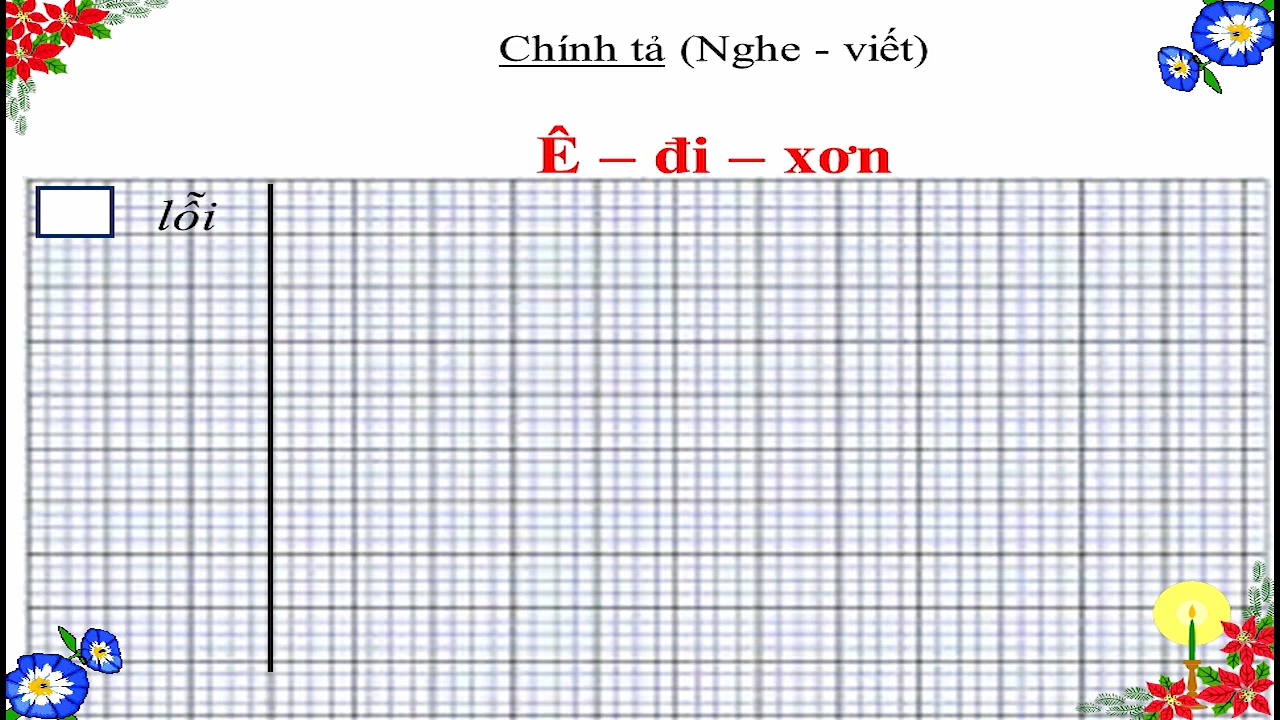 Chính tả (Nghe - viết)
Ê – đi – xơn
lỗi